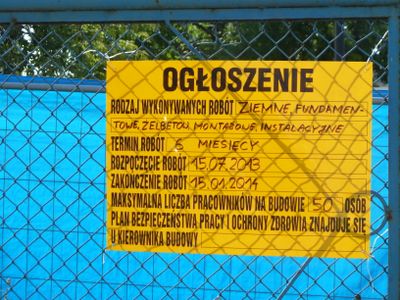 OGŁOSZENIE
RODZAJ WYKONYWANYCH ROBÓT ZIEMNE, FUNDAMEN-
TOWE, ŻELBETOW, MONTAŻOWE, INSTALACYJNE
TERMIN ROBÓT 6 MIESIĘCY
ROZPOCZĘCIE ROBÓT 15.07.2013
ZAKOŃCZENIE ROBÓT 15.01.2014
MAKSYMALNA LICZBA PRACOWNIKÓW NA BUDOWIE 50 OSÓB
PLAN BEZPIECZEŃSTWA PRACY I OCHRONY ZDROWIA ZNAJDUJE SIĘ
U KIEROWNIKA BUDOWY